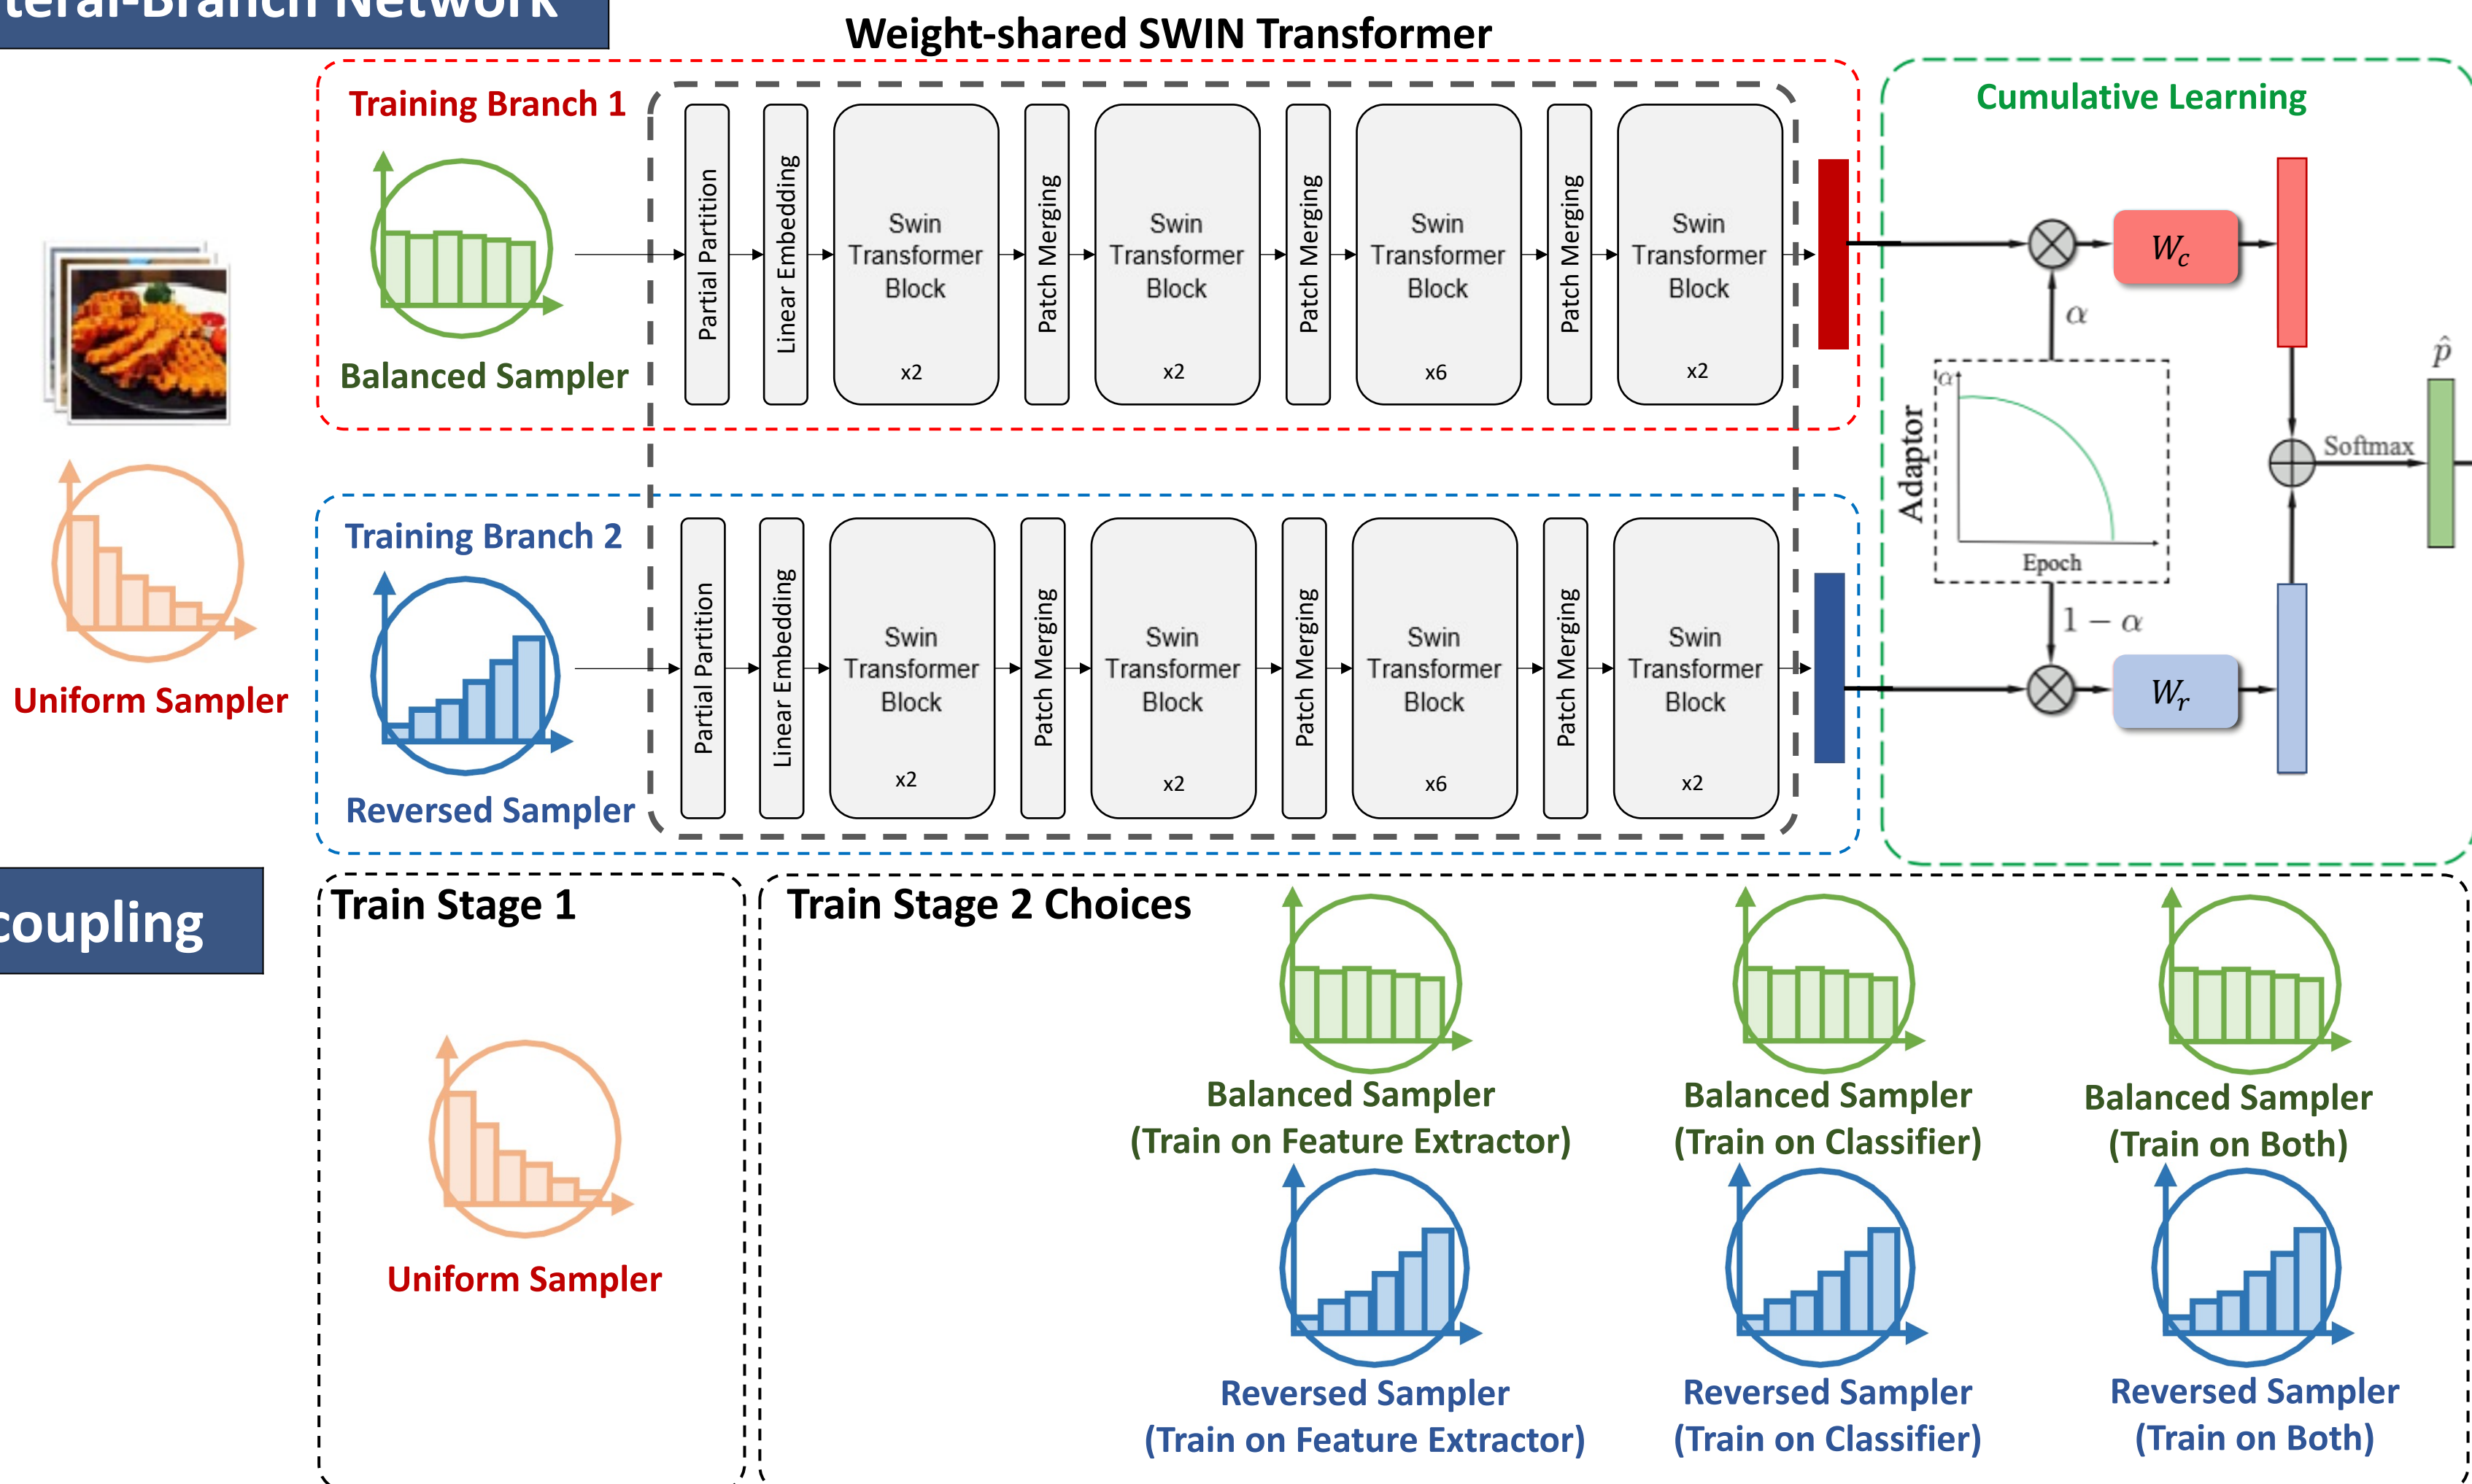 teral-Branch Network
Weight-shared SWIN Transformer
Training Branch 1
Balanced Sampler
Partial Partition
Linear Embedding
Swin
Transformer
Block
x2
Patch Merging
Swin
Transformer
Block
x2
Patch Merging
Swin
Transformer
Block
x6
Patch Merging
Swin
Transformer
Block
x2
Cumulative Learning
W_c
α
Adaptor
α
Epoch
1 − α
W_r
Softmax
p̂
Uniform Sampler
Training Branch 2
Reversed Sampler
Partial Partition
Linear Embedding
Swin
Transformer
Block
x2
Patch Merging
Swin
Transformer
Block
x2
Patch Merging
Swin
Transformer
Block
x6
Patch Merging
Swin
Transformer
Block
x2
coupling
Train Stage 1
Uniform Sampler
Train Stage 2 Choices
Balanced Sampler
(Train on Feature Extractor)
Balanced Sampler
(Train on Classifier)
Balanced Sampler
(Train on Both)
Reversed Sampler
(Train on Feature Extractor)
Reversed Sampler
(Train on Classifier)
Reversed Sampler
(Train on Both)